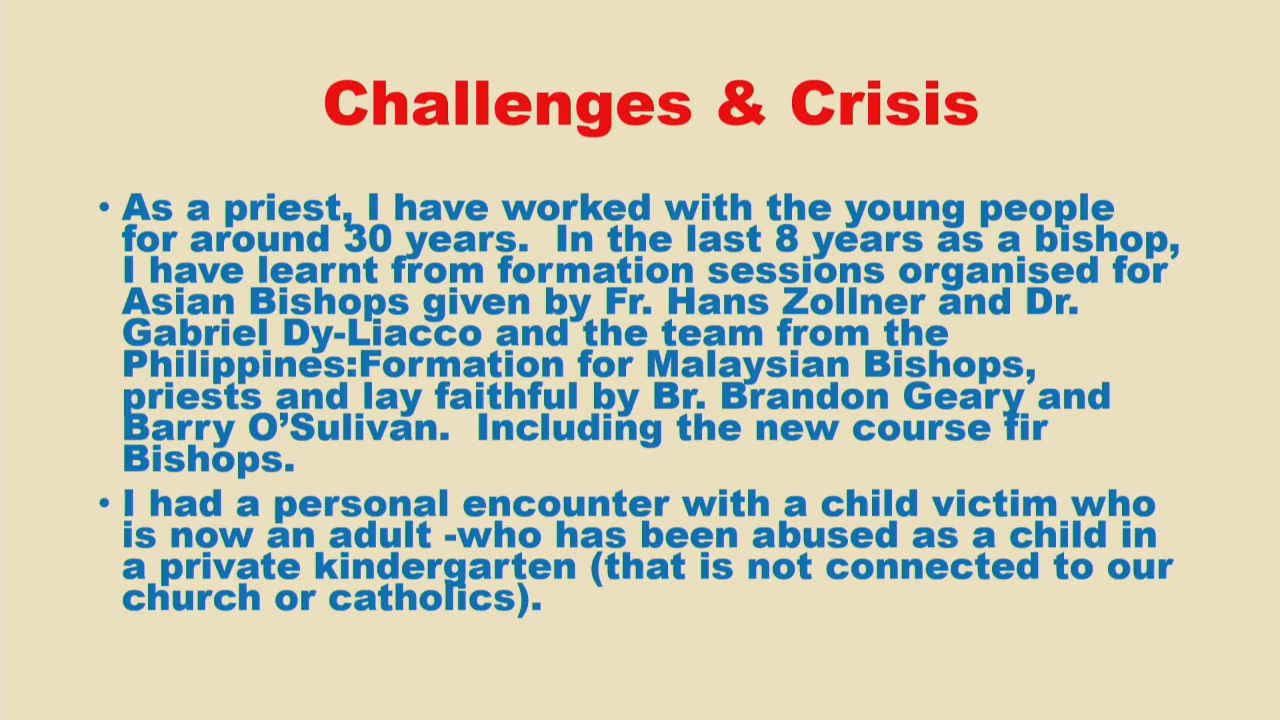 Challenges & Crisis
• As a priest, I have worked with the young people
for around 30 years.  In the last 8 years as a bishop,
I have learnt from formation sessions organised for
Asian Bishops given by Fr. Hans Zollner and Dr.
Gabriel Dy-Liacco and the team from the
Philippines:Formation for Malaysian Bishops,
priests and lay faithful by Br. Brandon Geary and
Barry O’Sulivan.  Including the new course fir
Bishops.
• I had a personal encounter with a child victim who
is now an adult -who has been abused as a child in
a private kindergarten (that is not connected to our
church or catholics).